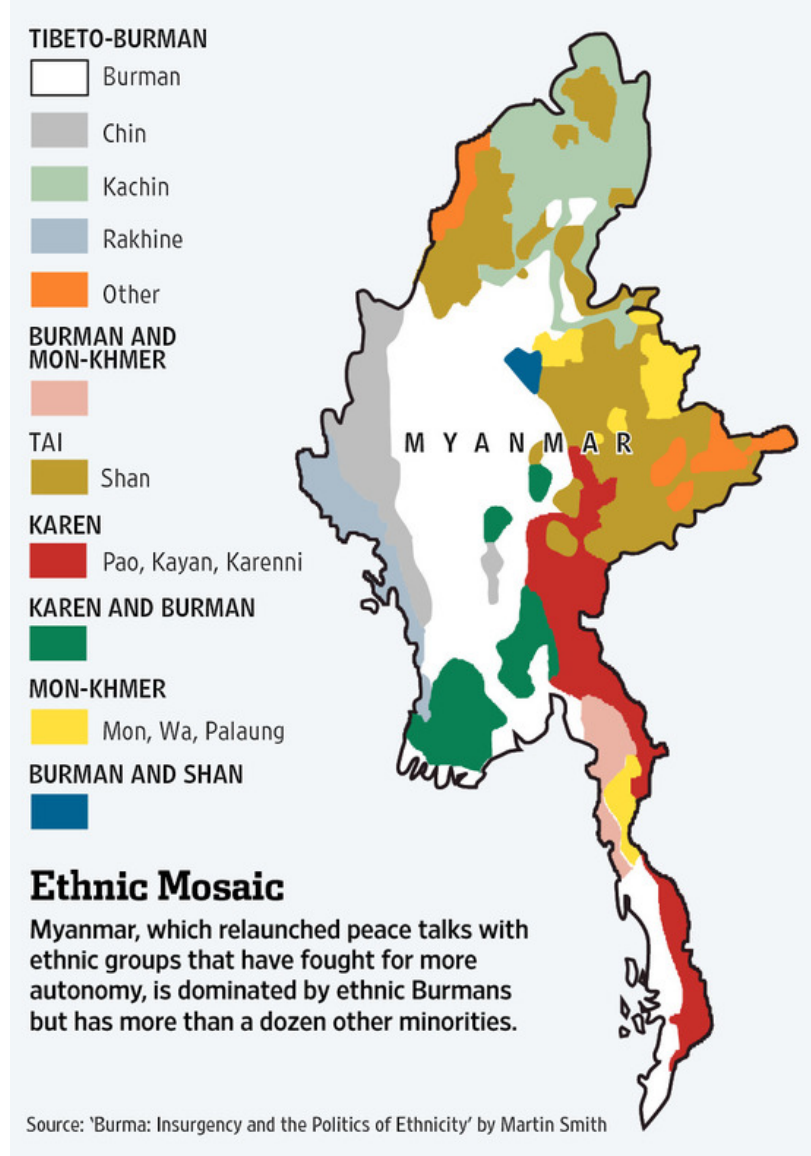 TIBETO-BURMAN
Burman
Chin
Kachin
Rakhine
Other
BURMAN AND
MON-KHMER
TAI
Shan
KAREN
Pao, Kayan, Karenni
KAREN AND BURMAN
MON-KHMER
Mon, Wa, Palaung
BURMAN AND SHAN
MYANMAR
Ethnic Mosaic
Myanmar, which relaunched peace talks with
ethnic groups that have fought for more
autonomy, is dominated by ethnic Burmans
but has more than a dozen other minorities.
Source: ‘Burma: Insurgency and the Politics of Ethnicity’ by Martin Smith